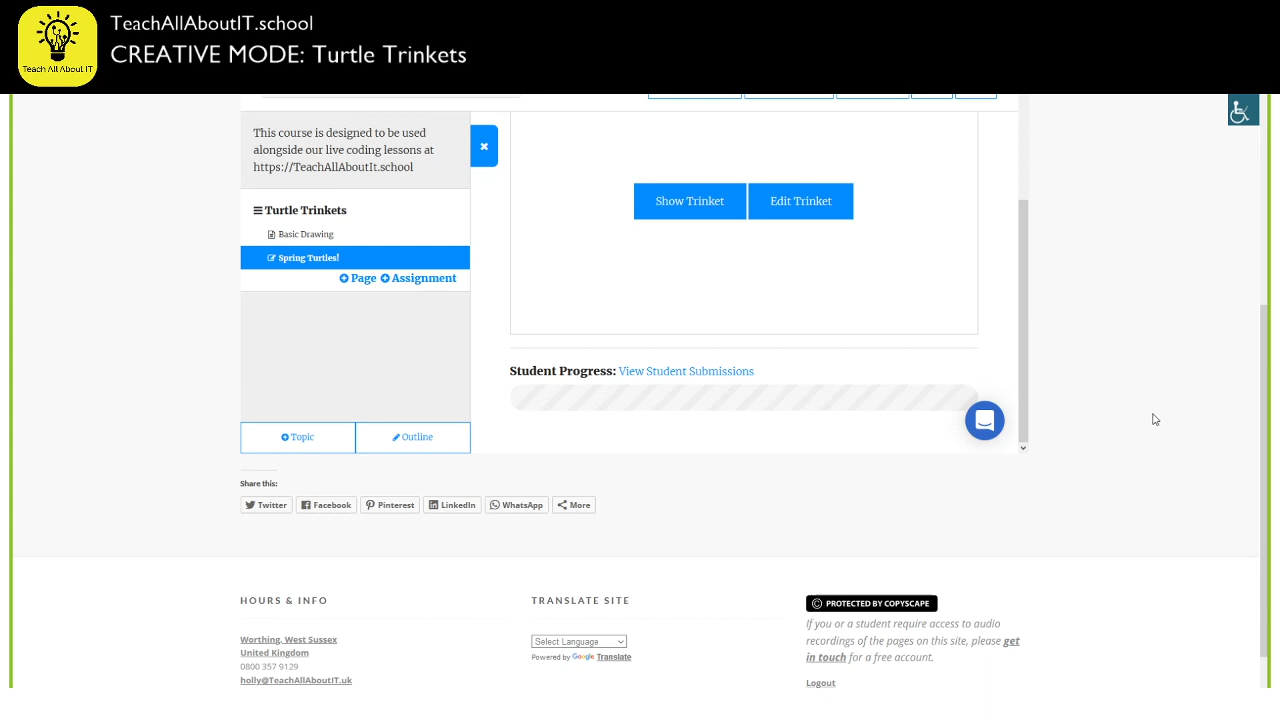 TeachAllAboutIT.school
CREATIVE MODE: Turtle Trinkets
Teach All About IT
This course is designed to be used
alongside our live coding lessons at
https://TeachAllAboutIt.school
Turtle Trinkets
Basic Drawing
Spring Turtles!
Page Assignment
Topic Outline
Show Trinket Edit Trinket
Student Progress: View Student Submissions
Share this:
Twitter Facebook Pinterest LinkedIn WhatsApp More
HOURS & INFO
Worthing, West Sussex
United Kingdom
0800 357 9129
holly@TeachAllAboutIT.uk
TRANSLATE SITE
Select Language
Powered by Google Translate
PROTECTED BY COPYSCAPE
If you or a student require access to audio
recordings of the pages on this site, please get
in touch for a free account.
Logout